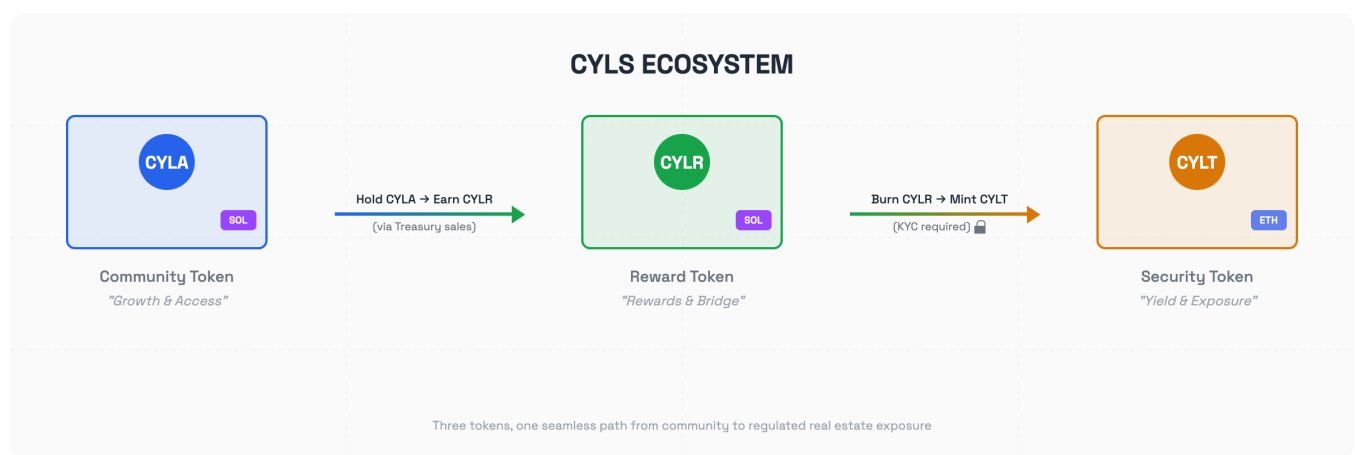 CYLS ECOSYSTEM
CYLA
SOL
Community Token
"Growth & Access"
Hold CYLA → Earn CYLR
(via Treasury sales)
CYLR
SOL
Reward Token
"Rewards & Bridge"
Burn CYLR → Mint CYLT
(KYC required)
CYLT
ETH
Security Token
"Yield & Exposure"
Three tokens, one seamless path from community to regulated real estate exposure